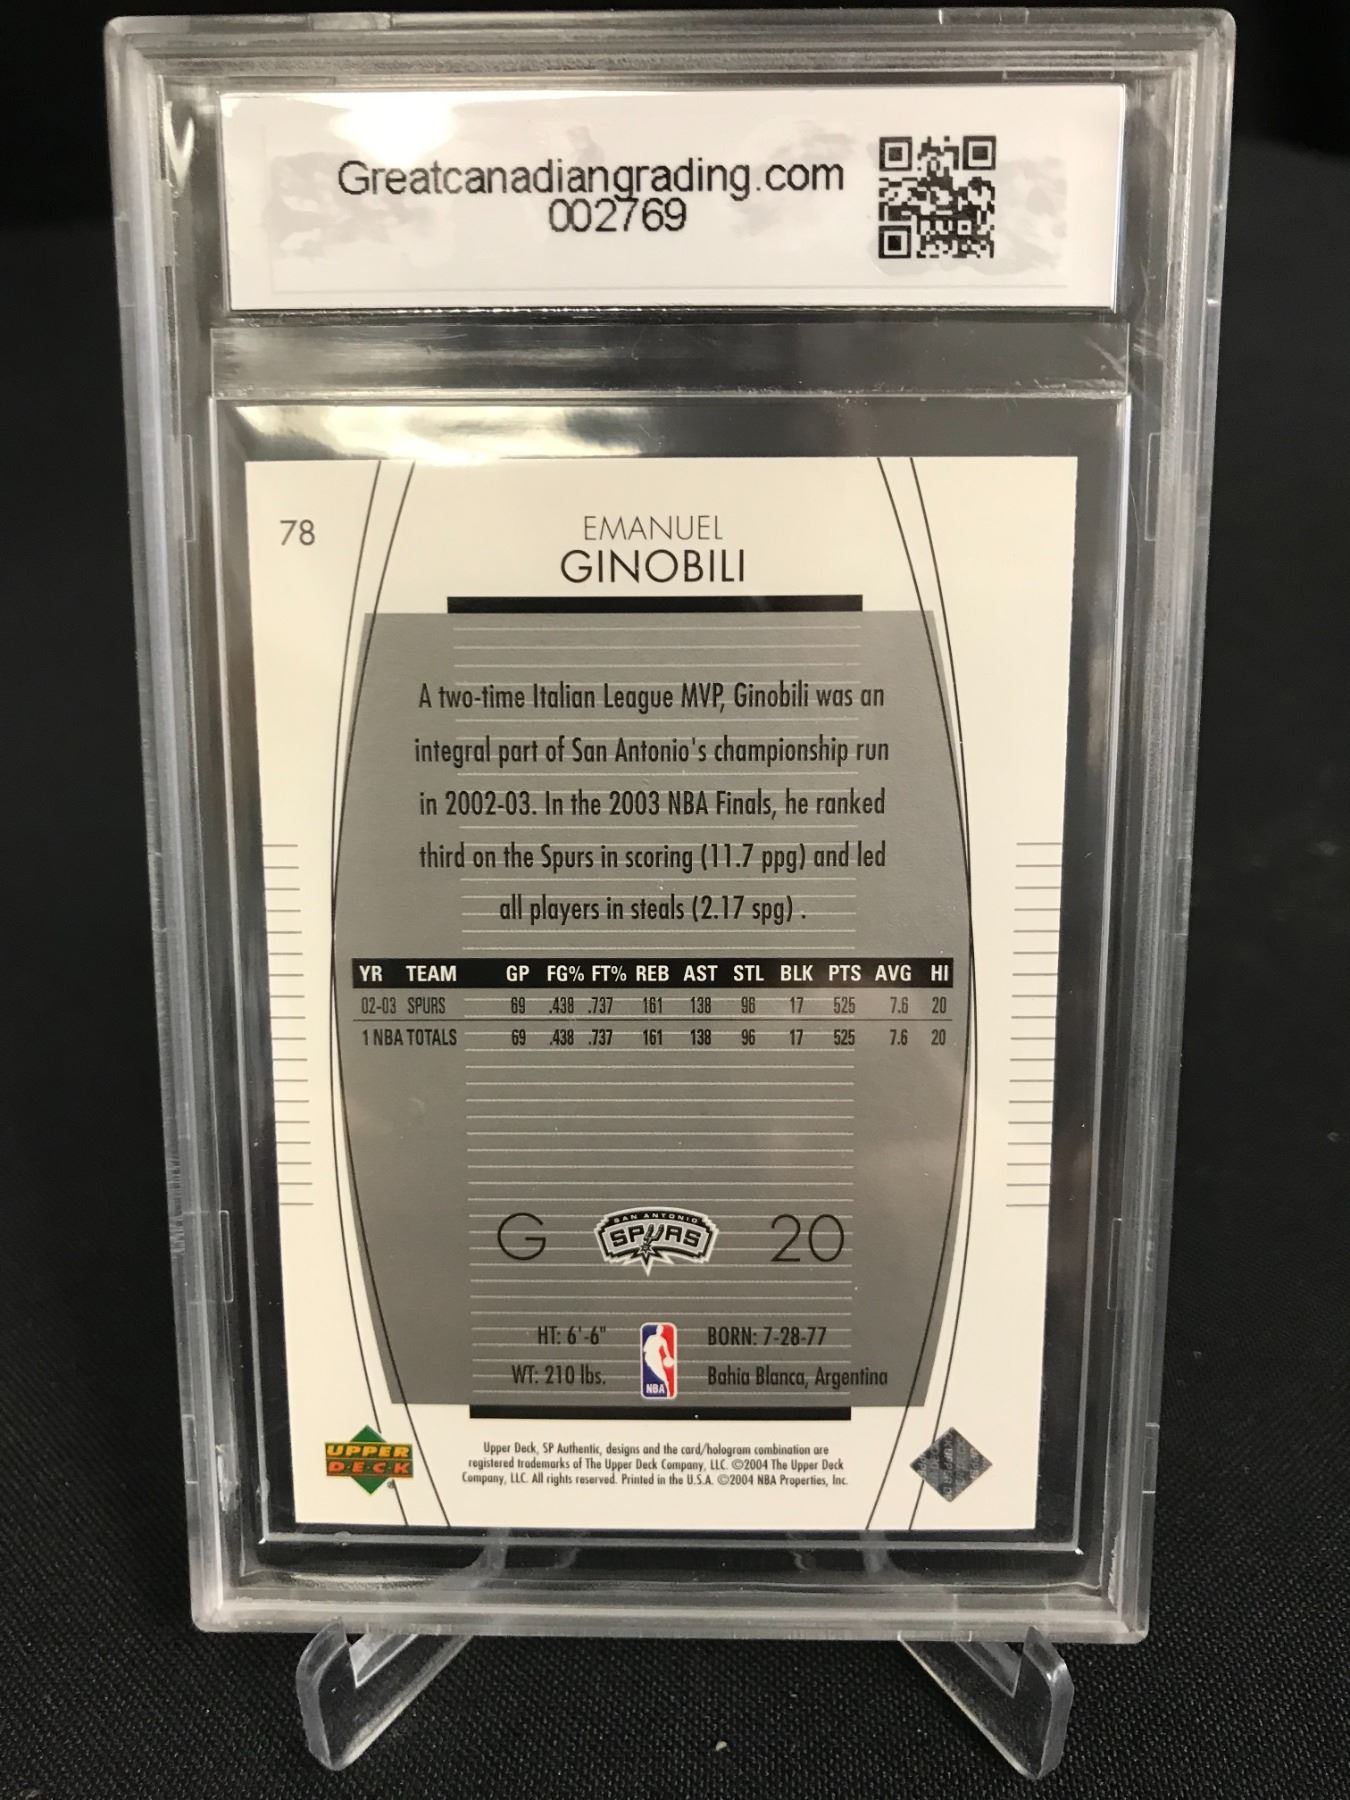 Greatcanadiangrading.com
002769
78
EMANUEL
GINOBILI
A two-time Italian League MVP, Ginobili was an
integral part of San Antonio's championship run
in 2002-03. In the 2003 NBA Finals, he ranked
third on the Spurs in scoring (11.7 ppg) and led
all players in steals (2.17 spg) .
YR TEAM GP FG% FT% REB AST STL BLK PTS AVG HI
02-03 SPURS 69 .438 .737 161 138 96 17 525 7.6 20
1 NBA TOTALS 69 .438 .737 161 138 96 17 525 7.6 20
G SAN ANTONIO SPURS 20
HT: 6'-6" BORN: 7-28-77
WT: 210 lbs. NBA Bahia Blanca, Argentina
UPPER
D·E·C·K
Upper Deck, SP Authentic, designs and the card/hologram combination are
registered trademarks of The Upper Deck Company, LLC. ©2004 The Upper Deck
Company, LLC. All rights reserved. Printed in the U.S.A. ©2004 NBA Properties, Inc.